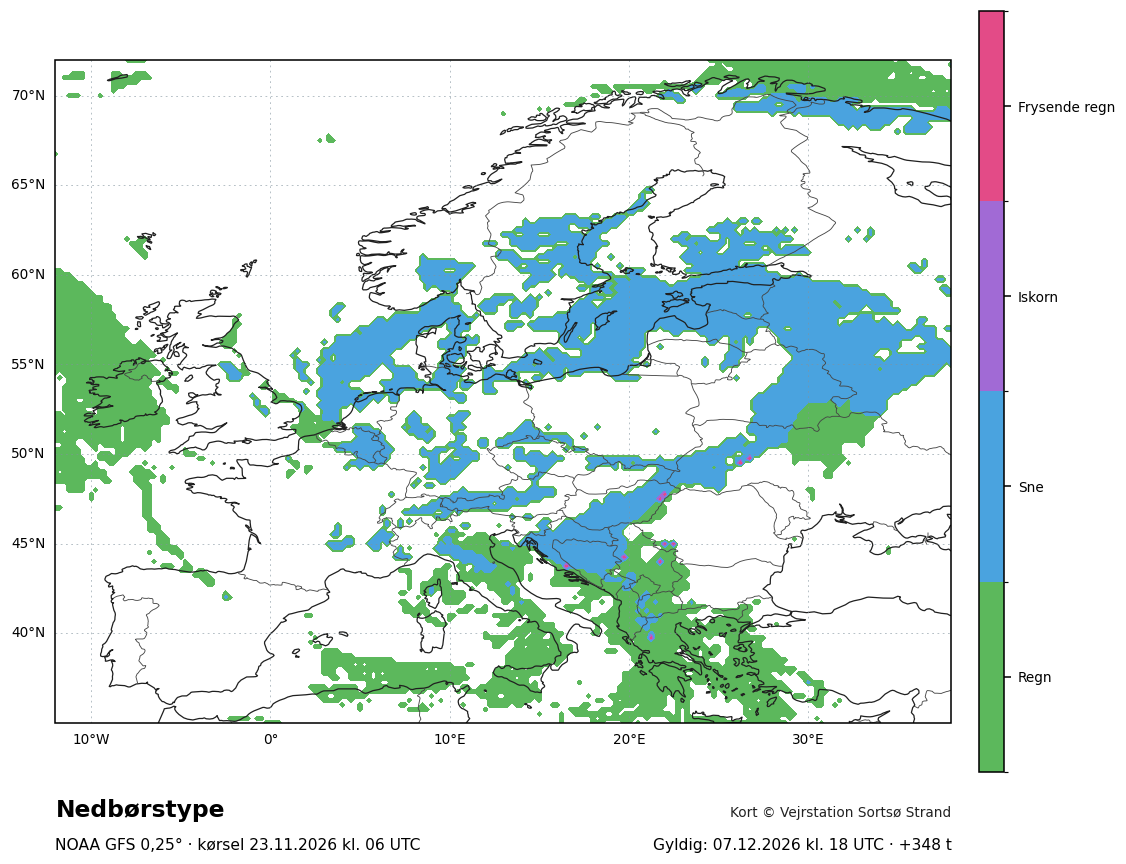 70°N
65°N
60°N
55°N
50°N
45°N
40°N
10°W
0°
10°E
20°E
30°E
Frysende regn
Iskorn
Sne
Regn
Nedbørstype
Kort © Vejrstation Sortsø Strand
NOAA GFS 0,25° · kørsel 23.11.2026 kl. 06 UTC
Gyldig: 07.12.2026 kl. 18 UTC · +348 t